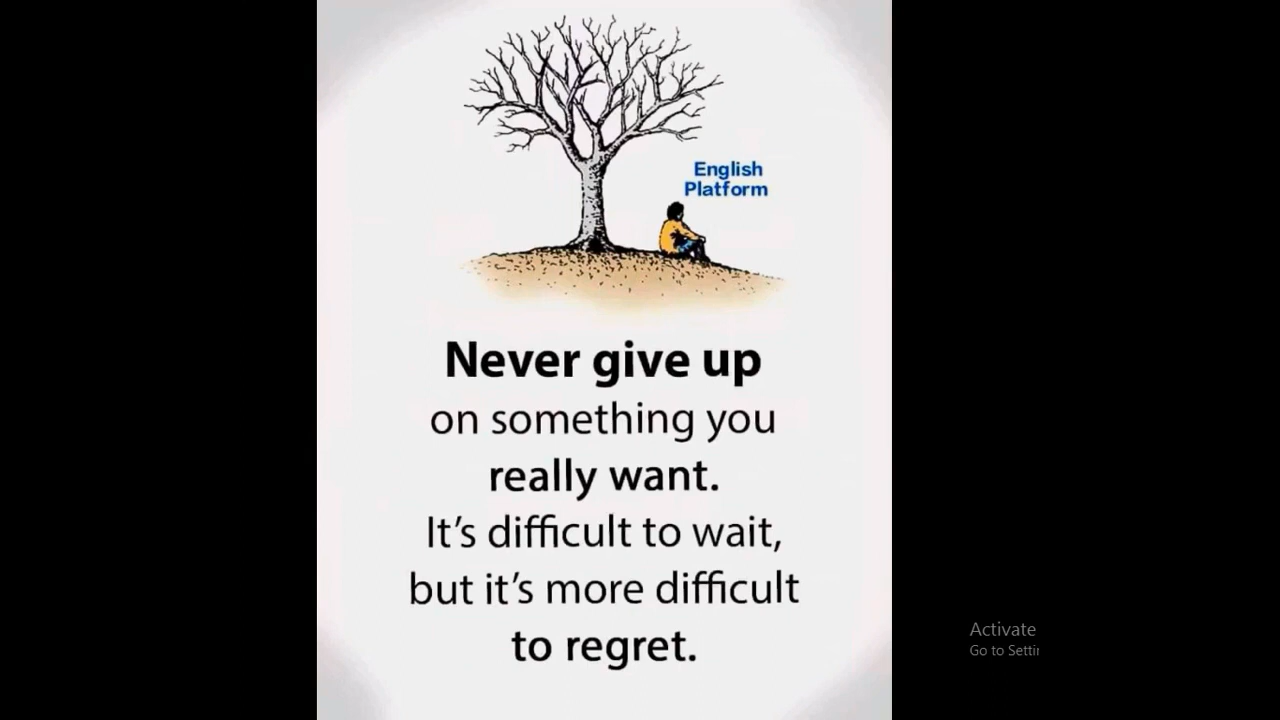 English
Platform
Never give up
on something you
really want.
It's difficult to wait,
but it's more difficult
to regret.
Activate
Go to